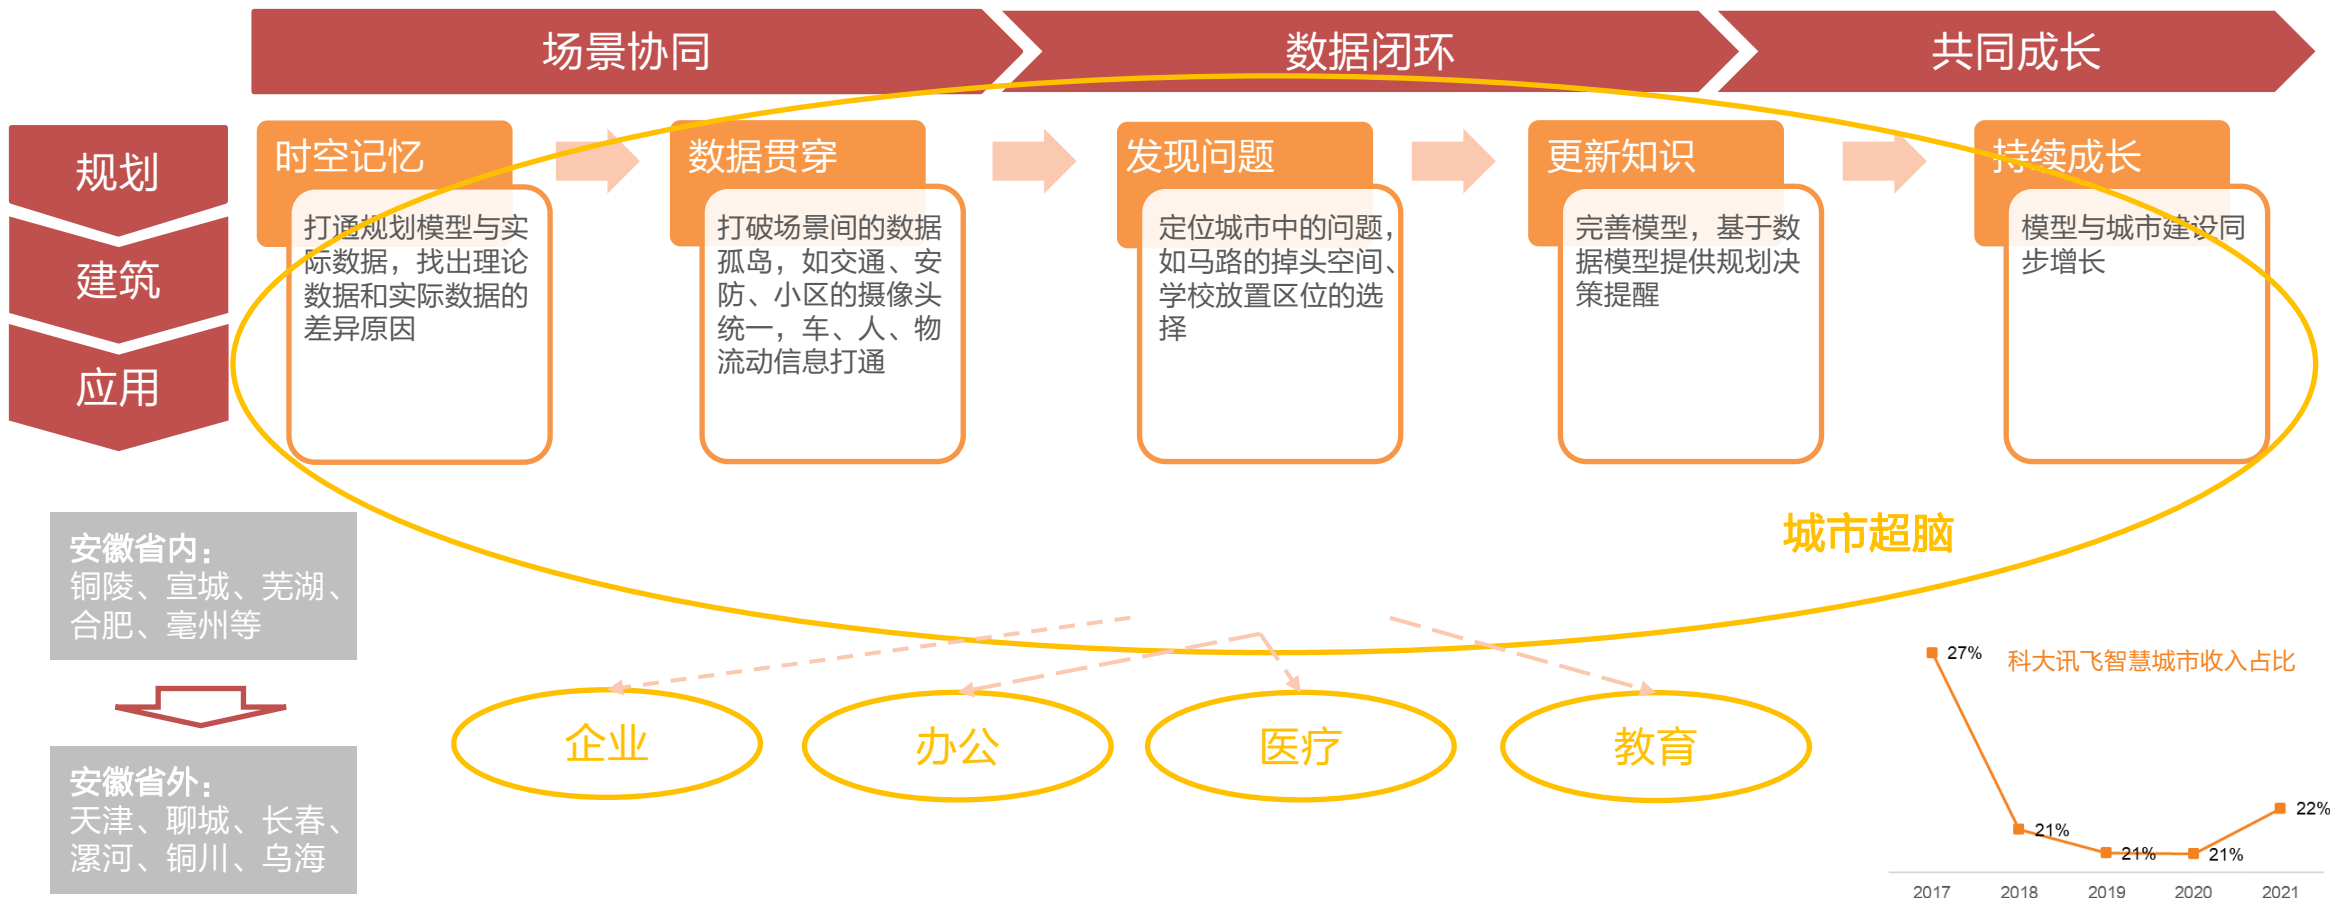 场景协同
数据闭环
共同成长
规划
建筑
应用
时空记忆
打通规划模型与实
际数据，找出理论
数据和实际数据的
差异原因
数据贯穿
打破场景间的数据
孤岛，如交通、安
防、小区的摄像头
统一，车、人、物
流动信息打通
发现问题
定位城市中的问题，
如马路的掉头空间、
学校放置区位的选
择
更新知识
完善模型，基于数
据模型提供规划决
策提醒
持续成长
模型与城市建设同
步增长
城市超脑
安徽省内：
铜陵、宣城、芜湖、
合肥、毫州等
安徽省外：
天津、聊城、长春、
漯河、铜川、乌海
企业
办公
医疗
教育
科大讯飞智慧城市收入占比
27%
21%
21%
21%
22%
2017
2018
2019
2020
2021